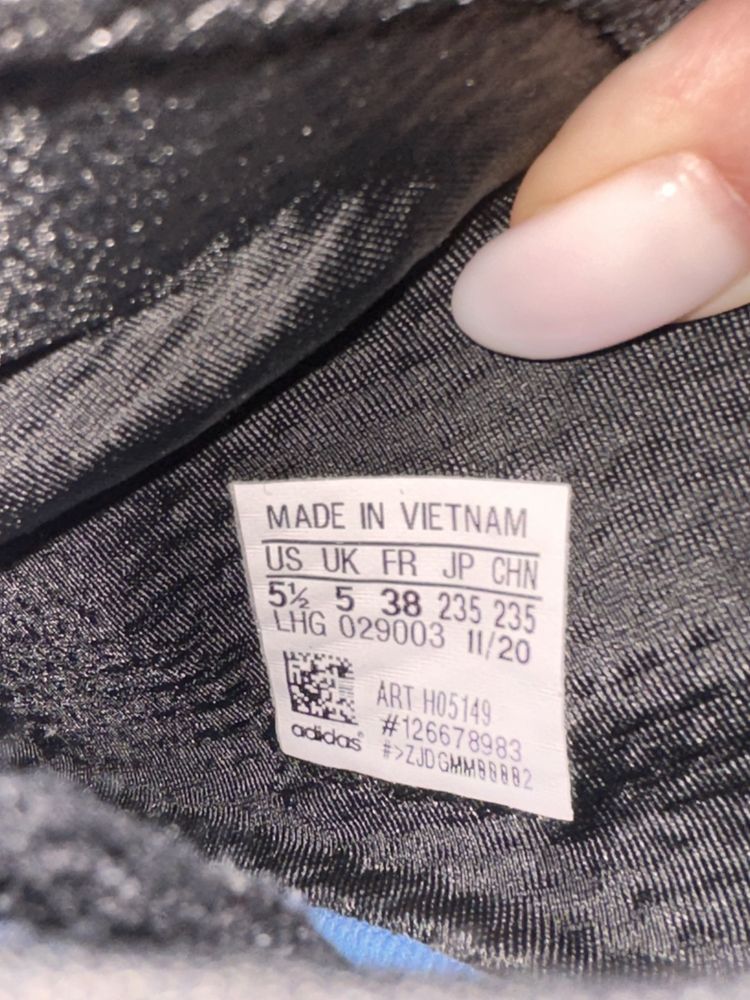 MADE IN VIETNAM
US UK FR JP CHN
5½ 5 38 235 235
LHG 029003 11/20
ART H05149
#126678983
adidas®